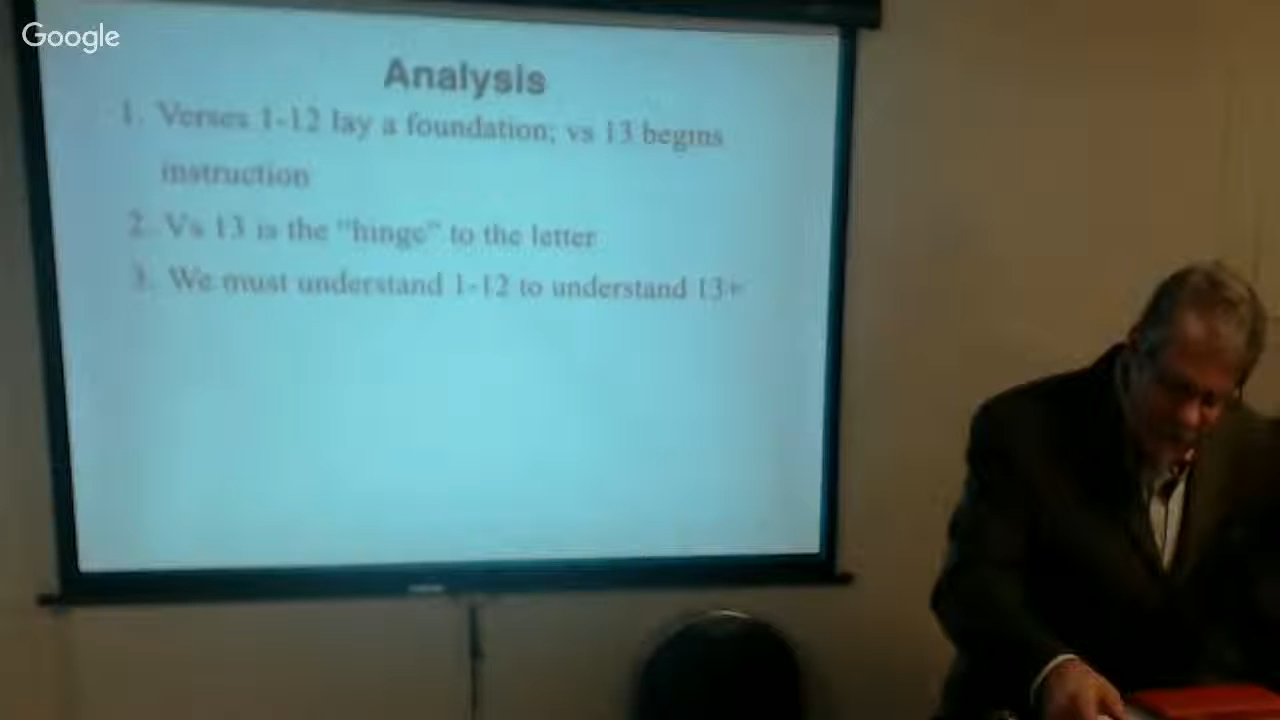 Google
Analysis
1. Verses 1-12 lay a foundation; vs 13 begins
instruction
2. Vs 13 is the "hinge" to the letter
3. We must understand 1-12 to understand 13+